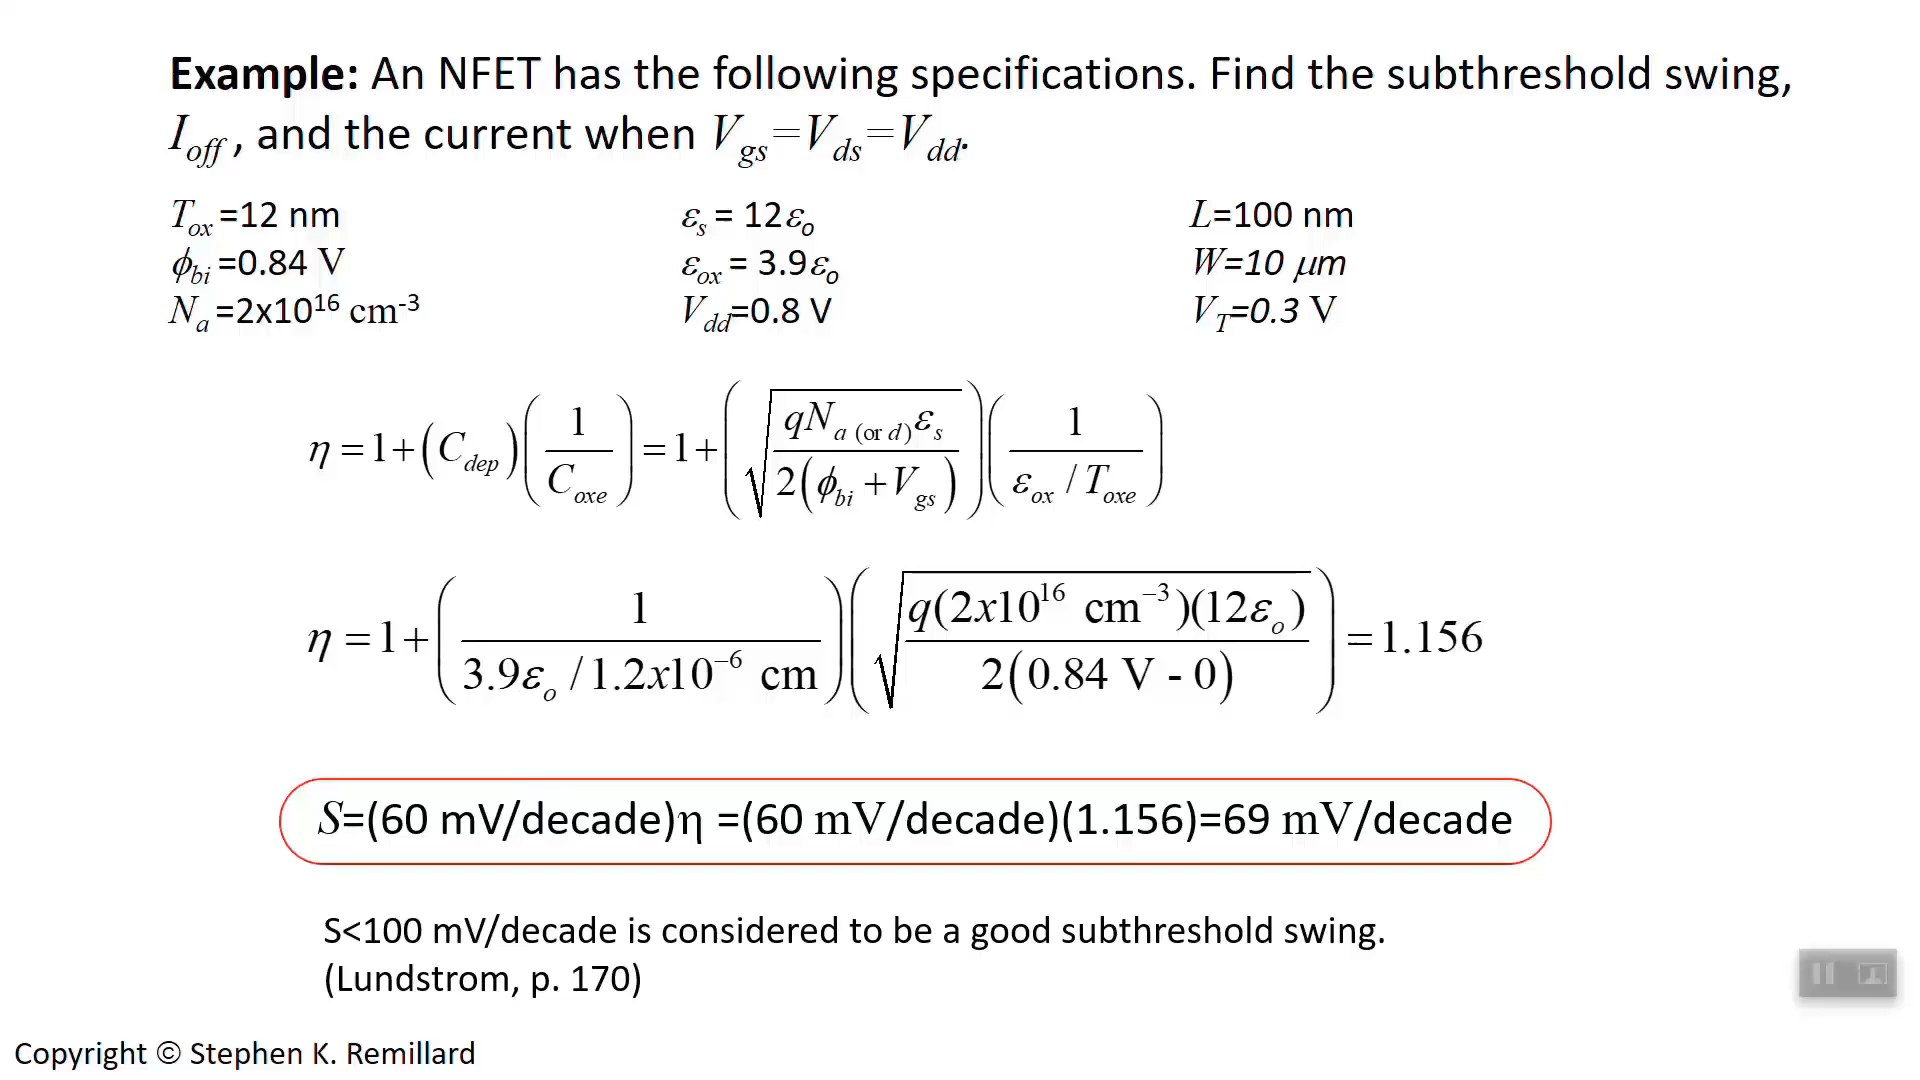 Example: An NFET has the following specifications. Find the subthreshold swing,
I_off, and the current when V_gs=V_ds=V_dd.
T_ox=12 nm
ε_s = 12ε_o
L=100 nm
ϕ_bi=0.84 V
ε_ox = 3.9ε_o
W=10 μm
N_a=2x10^16 cm^-3
V_dd=0.8 V
V_T=0.3 V
η = 1+(C_dep)(1/C_oxe) = 1+(√(qN_a (or d)ε_s / 2(ϕ_bi +V_gs)))(1/(ε_ox / T_oxe))
η = 1+(1/(3.9ε_o / 1.2x10^−6 cm))(√(q(2x10^16 cm^−3)(12ε_o) / 2(0.84 V - 0))) = 1.156
S=(60 mV/decade)η =(60 mV/decade)(1.156)=69 mV/decade
S<100 mV/decade is considered to be a good subthreshold swing.
(Lundstrom, p. 170)
Copyright © Stephen K. Remillard